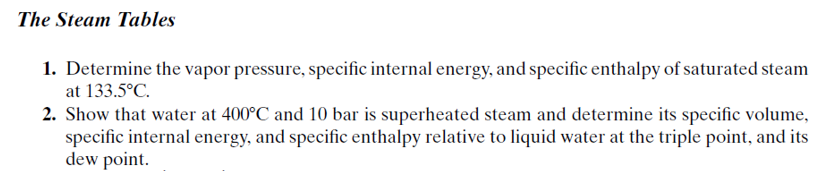 The Steam Tables
1. Determine the vapor pressure, specific internal energy, and specific enthalpy of saturated steam
at 133.5°C.
2. Show that water at 400°C and 10 bar is superheated steam and determine its specific volume,
specific internal energy, and specific enthalpy relative to liquid water at the triple point, and its
dew point.